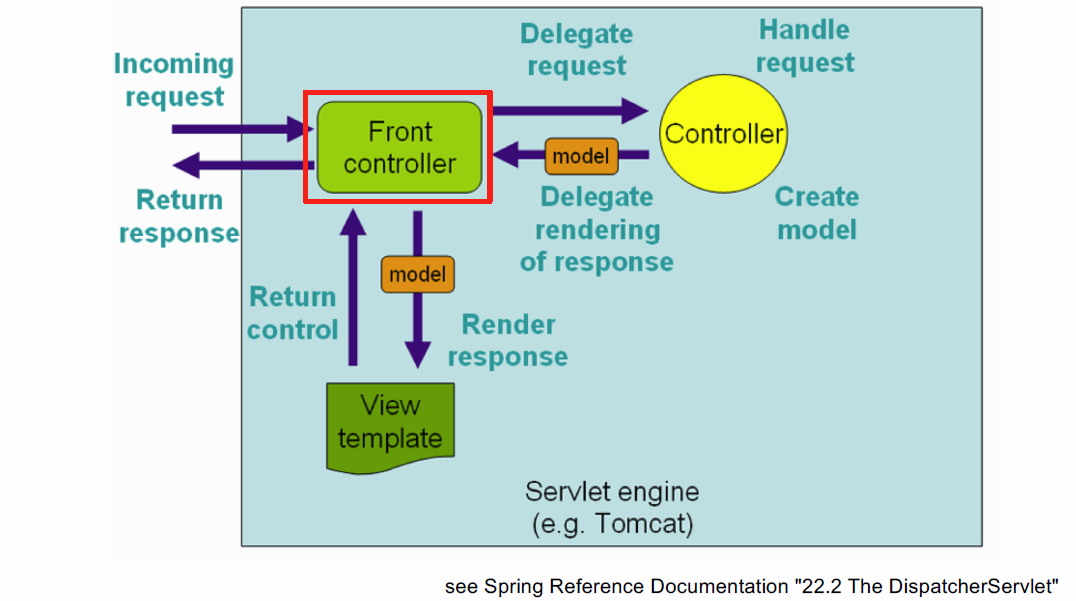 Incoming
request
Return
response
Front
controller
Delegate
request
Handle
request
Controller
model
Delegate
rendering
of response
Create
model
model
Return
control
Render
response
View
template
Servlet engine
(e.g. Tomcat)
see Spring Reference Documentation "22.2 The DispatcherServlet"